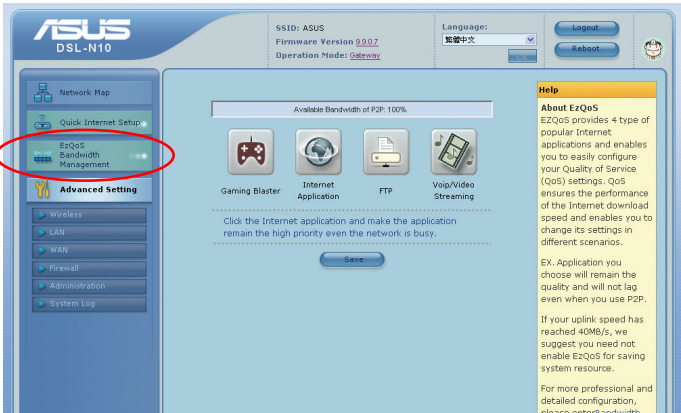 ASUS
DSL-N10
SSID: ASUS
Firmware Version 9.9.0.7
Operation Mode: Gateway
Language:
繁體中文
Logout
Reboot
Network Map
Quick Internet Setup
EzQoS
Bandwidth
Management
Advanced Setting
Wireless
LAN
WAN
Firewall
Administration
System Log
Available Bandwidth of P2P: 100%
Gaming Blaster
Internet
Application
FTP
Voip/Video
Streaming
Click the Internet application and make the application
remain the high priority even the network is busy.
Save
Help
About EzQoS
EZQoS provides 4 type of
popular Internet
applications and enables
you to easily configure
your Quality of Service
(QoS) settings. QoS
ensures the performance
of the Internet download
speed and enables you to
change its settings in
different scenarios.
EX. Application you
choose will remain the
quality and will not lag
even when you use P2P.
If your uplink speed has
reached 40MB/s, we
suggest you need not
enable EzQoS for saving
system resource.
For more professional and
detailed configuration,
please enterBandwidth